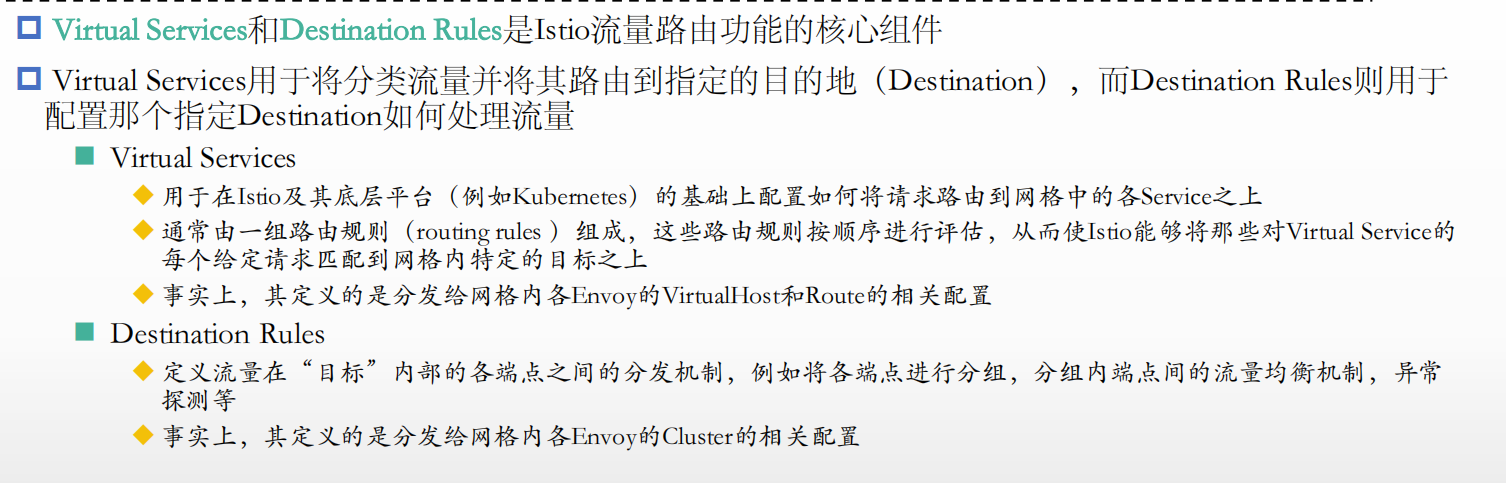 Virtual Services和Destination Rules是Istio流量路由功能的核心组件
Virtual Services用于将分类流量并将其路由到指定的目的地（Destination），而Destination Rules则用于
配置那个指定Destination如何处理流量
Virtual Services
用于在Istio及其底层平台（例如Kubernetes）的基础上配置如何将请求路由到网格中的各Service之上
通常由一组路由规则（routing rules ）组成，这些路由规则按顺序进行评估，从而使Istio能够将那些对Virtual Service的
每个给定请求匹配到网格内特定的目标之上
事实上，其定义的是分发给网格内各Envoy的VirtualHost和Route的相关配置
Destination Rules
定义流量在“目标”内部的各端点之间的分发机制，例如将各端点进行分组，分组内端点间的流量均衡机制，异常
探测等
事实上，其定义的是分发给网格内各Envoy的Cluster的相关配置